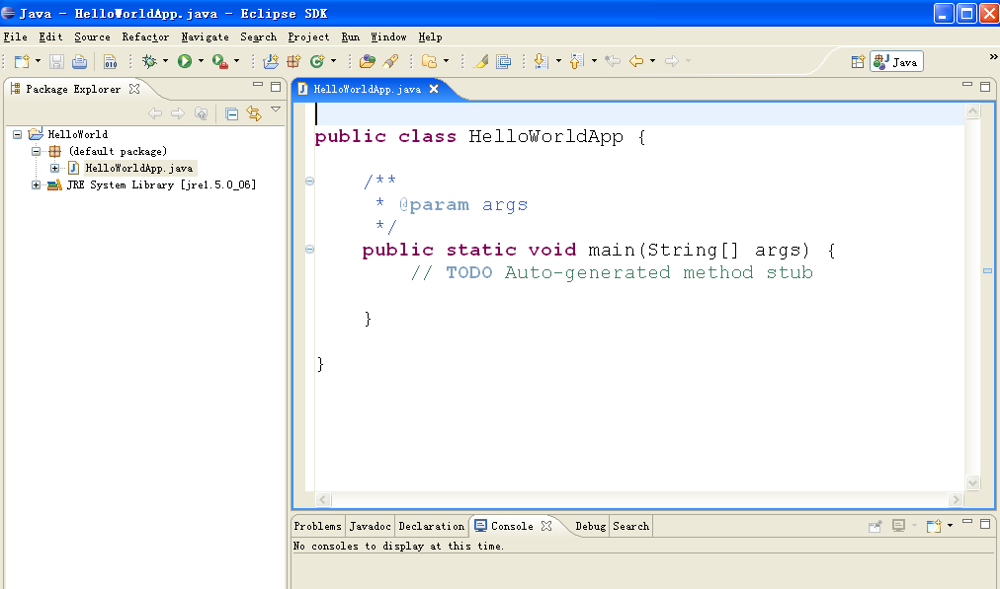 Java - HelloWorldApp.java - Eclipse SDK
File Edit Source Refactor Navigate Search Project Run Window Help
010
Java
»
Package Explorer
HelloWorld
(default package)
J HelloWorldApp.java
JRE System Library [jre1.5.0_06]
J HelloWorldApp.java
public class HelloWorldApp {
/**
* @param args
*/
public static void main(String[] args) {
// TODO Auto-generated method stub
}
}
Problems Javadoc Declaration Console Debug Search
No consoles to display at this time.